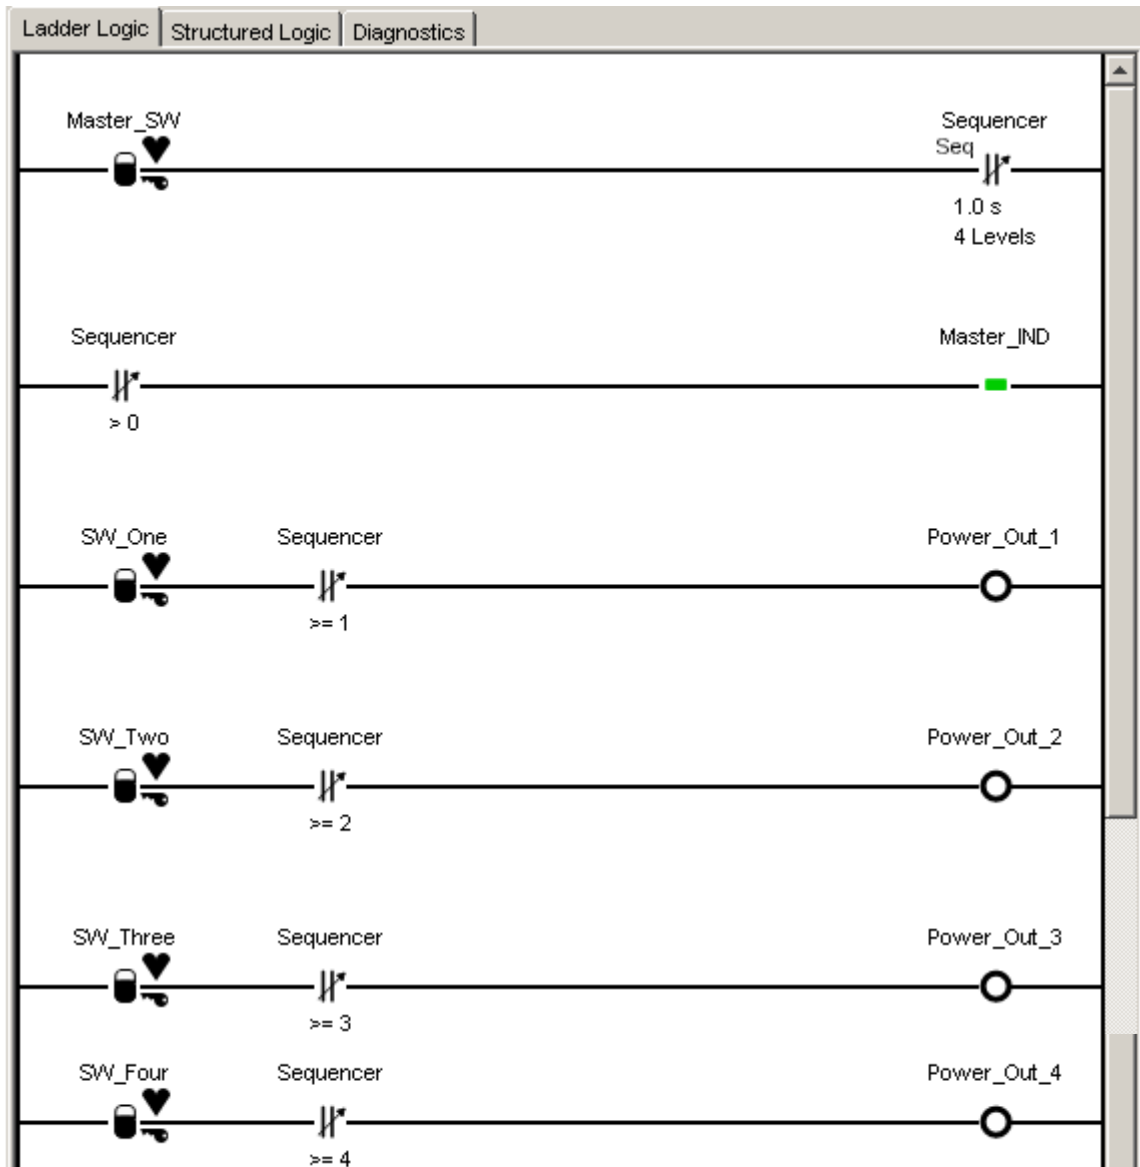 Ladder Logic Structured Logic Diagnostics
Master_SW Sequencer
Seq
1.0 s
4 Levels
Sequencer Master_IND
> 0
SW_One Sequencer Power_Out_1
>= 1
SW_Two Sequencer Power_Out_2
>= 2
SW_Three Sequencer Power_Out_3
>= 3
SW_Four Sequencer Power_Out_4
>= 4